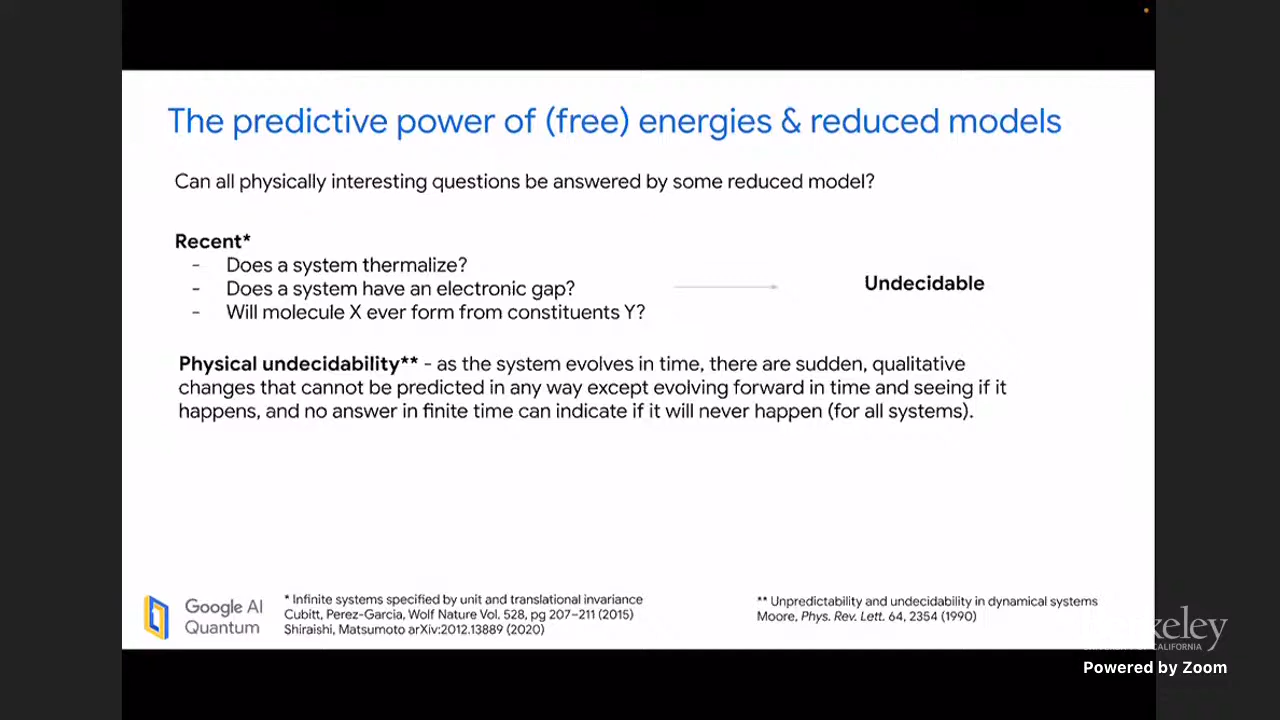 The predictive power of (free) energies & reduced models
Can all physically interesting questions be answered by some reduced model?
Recent*
- Does a system thermalize?
- Does a system have an electronic gap?
- Will molecule X ever form from constituents Y?
Undecidable
Physical undecidability** - as the system evolves in time, there are sudden, qualitative
changes that cannot be predicted in any way except evolving forward in time and seeing if it
happens, and no answer in finite time can indicate if it will never happen (for all systems).
Google AI
Quantum
* Infinite systems specified by unit and translational invariance
Cubitt, Perez-Garcia, Wolf Nature Vol. 528, pg 207–211 (2015)
Shiraishi, Matsumoto arXiv:2012.13889 (2020)
** Unpredictability and undecidability in dynamical systems
Moore, Phys. Rev. Lett. 64, 2354 (1990)
Berkeley
UNIVERSITY OF CALIFORNIA
Powered by Zoom